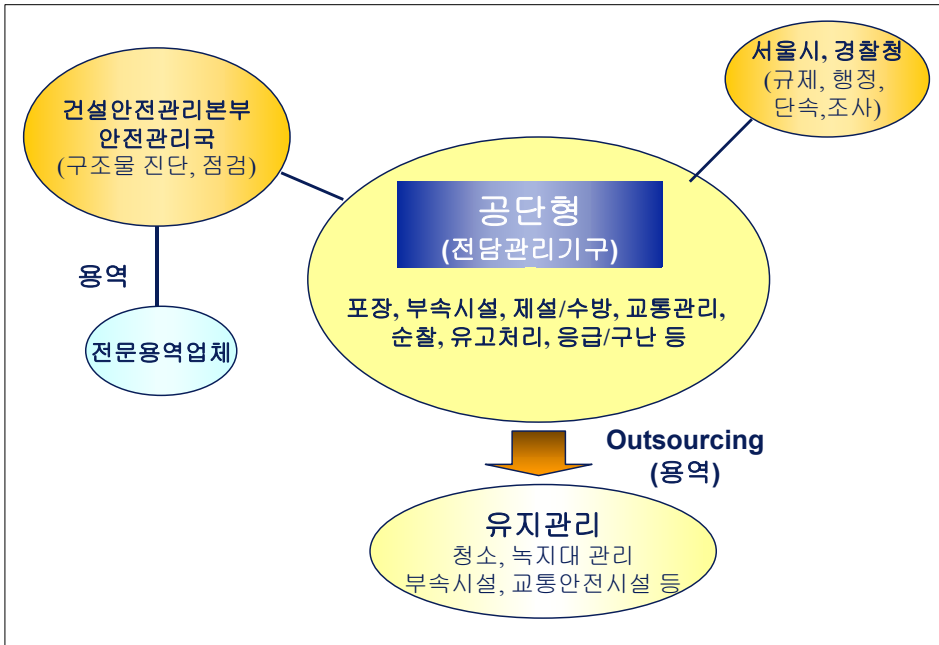 서울시, 경찰청
(규제, 행정,
단속,조사)
건설안전관리본부
안전관리국
(구조물 진단, 점검)
공단형
(전담관리기구)
포장, 부속시설, 제설/수방, 교통관리,
순찰, 유고처리, 응급/구난 등
용역
전문용역업체
Outsourcing
(용역)
유지관리
청소, 녹지대 관리
부속시설, 교통안전시설 등